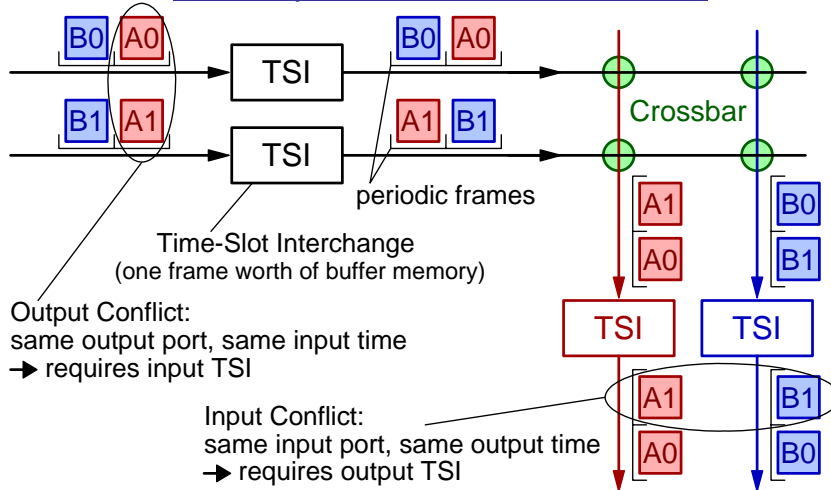 B0 A0 TSI B0 A0
Crossbar
B1 A1 TSI A1 B1
periodic frames
A1 B0
A0 B1
Time-Slot Interchange
(one frame worth of buffer memory)
Output Conflict:
same output port, same input time
→ requires input TSI
TSI TSI
A1 B1
A0 B0
Input Conflict:
same input port, same output time
→ requires output TSI